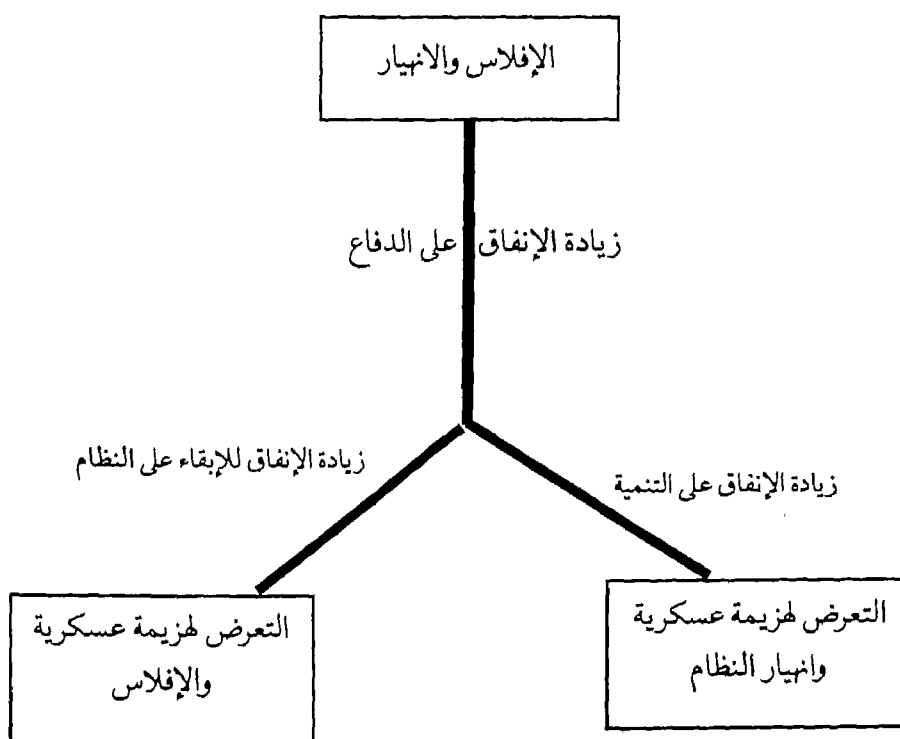 الإفلاس والانهيار
زيادة الإنفاق على الدفاع
زيادة الإنفاق على التنمية
زيادة الإنفاق للإبقاء على النظام
التعرض لهزيمة عسكرية
وانهيار النظام
التعرض لهزيمة عسكرية
والإفلاس